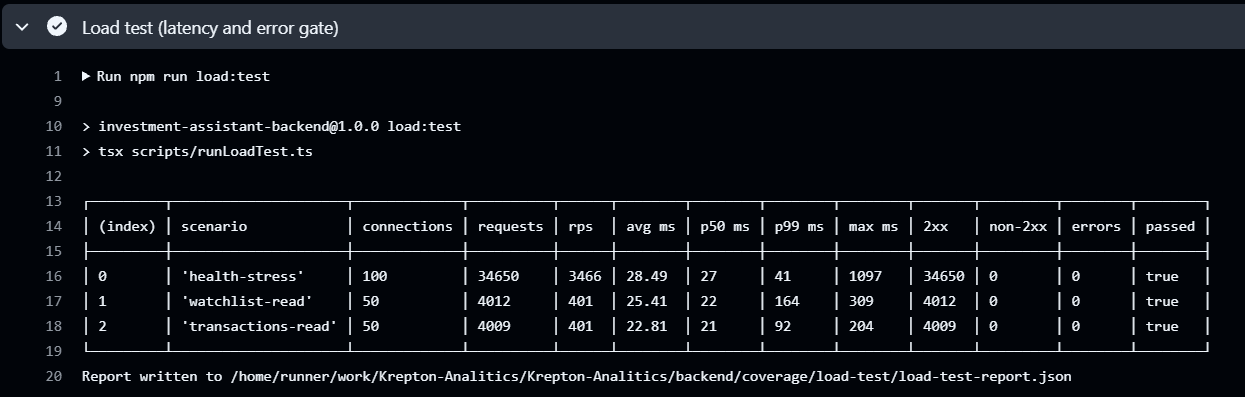 Load test (latency and error gate)
1 Run npm run load:test
9
10 > investment-assistant-backend@1.0.0 load:test
11 > tsx scripts/runLoadTest.ts
12
13
14 (index) scenario connections requests rps avg ms p50 ms p99 ms max ms 2xx non-2xx errors passed
15
16 0 'health-stress' 100 34650 3466 28.49 27 41 1097 34650 0 0 true
17 1 'watchlist-read' 50 4012 401 25.41 22 164 309 4012 0 0 true
18 2 'transactions-read' 50 4009 401 22.81 21 92 204 4009 0 0 true
19
20 Report written to /home/runner/work/Krepton-Analitics/Krepton-Analitics/backend/coverage/load-test/load-test-report.json